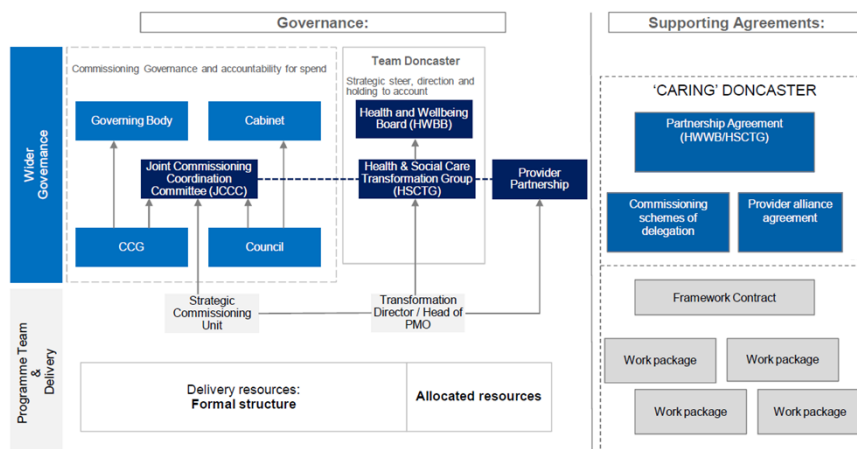 Governance:
Supporting Agreements:
Wider
Governance
Commissioning Governance and accountability for spend
Team Doncaster
Strategic steer, direction and
holding to account
Governing Body
Cabinet
Health and Wellbeing
Board (HWBB)
Joint Commissioning
Coordination
Committee (JCCC)
Health & Social Care
Transformation Group
(HSCTG)
Provider
Partnership
CCG
Council
'CARING' DONCASTER
Partnership Agreement
(HWWB/HSCTG)
Commissioning
schemes of
delegation
Provider alliance
agreement
Programme Team
&
Delivery
Strategic
Commissioning
Unit
Transformation
Director / Head of
PMO
Framework Contract
Delivery resources:
Formal structure
Allocated resources
Work package
Work package
Work package
Work package